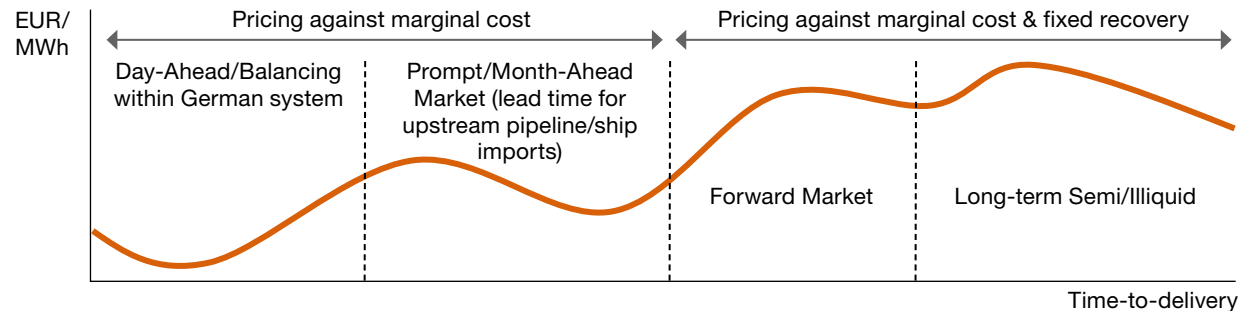 EUR/
MWh
Pricing against marginal cost
Pricing against marginal cost & fixed recovery
Day-Ahead/Balancing
within German system
Prompt/Month-Ahead
Market (lead time for
upstream pipeline/ship
imports)
Forward Market
Long-term Semi/Illiquid
Time-to-delivery